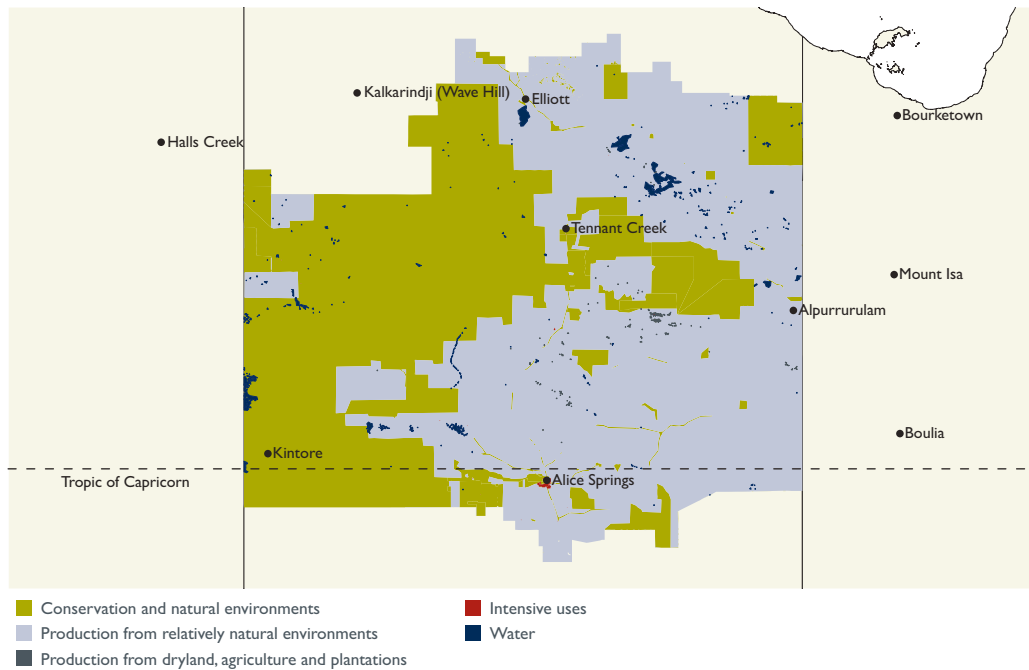 Kalkarindji (Wave Hill)
Elliott
Bourketown
Halls Creek
Tennant Creek
Mount Isa
Alpurrurulam
Boulia
Kintore
Tropic of Capricorn
Alice Springs
Conservation and natural environments
Production from relatively natural environments
Production from dryland, agriculture and plantations
Intensive uses
Water